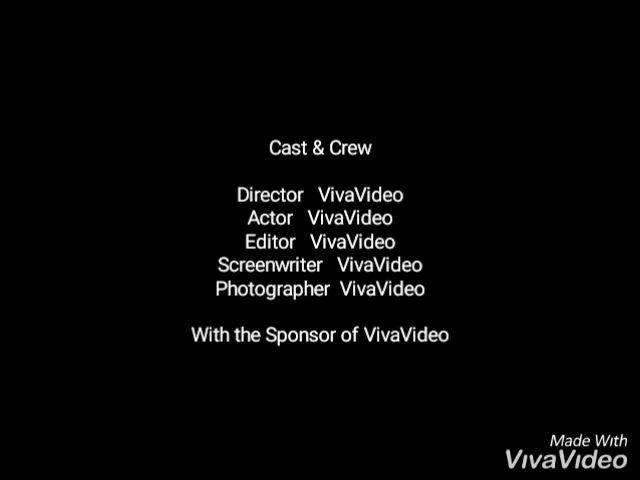 Cast & Crew
Director VivaVideo
Actor VivaVideo
Editor VivaVideo
Screenwriter VivaVideo
Photographer VivaVideo
With the Sponsor of VivaVideo
Made With
VivaVideo